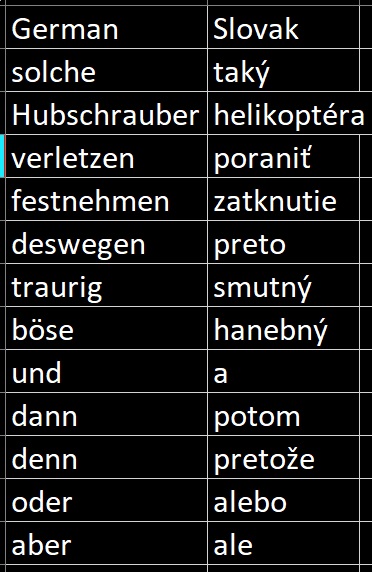 German Slovak
solche taký
Hubschrauber helikoptéra
verletzen poraniť
festnehmen zatknutie
deswegen preto
traurig smutný
böse hanebný
und a
dann potom
denn pretože
oder alebo
aber ale